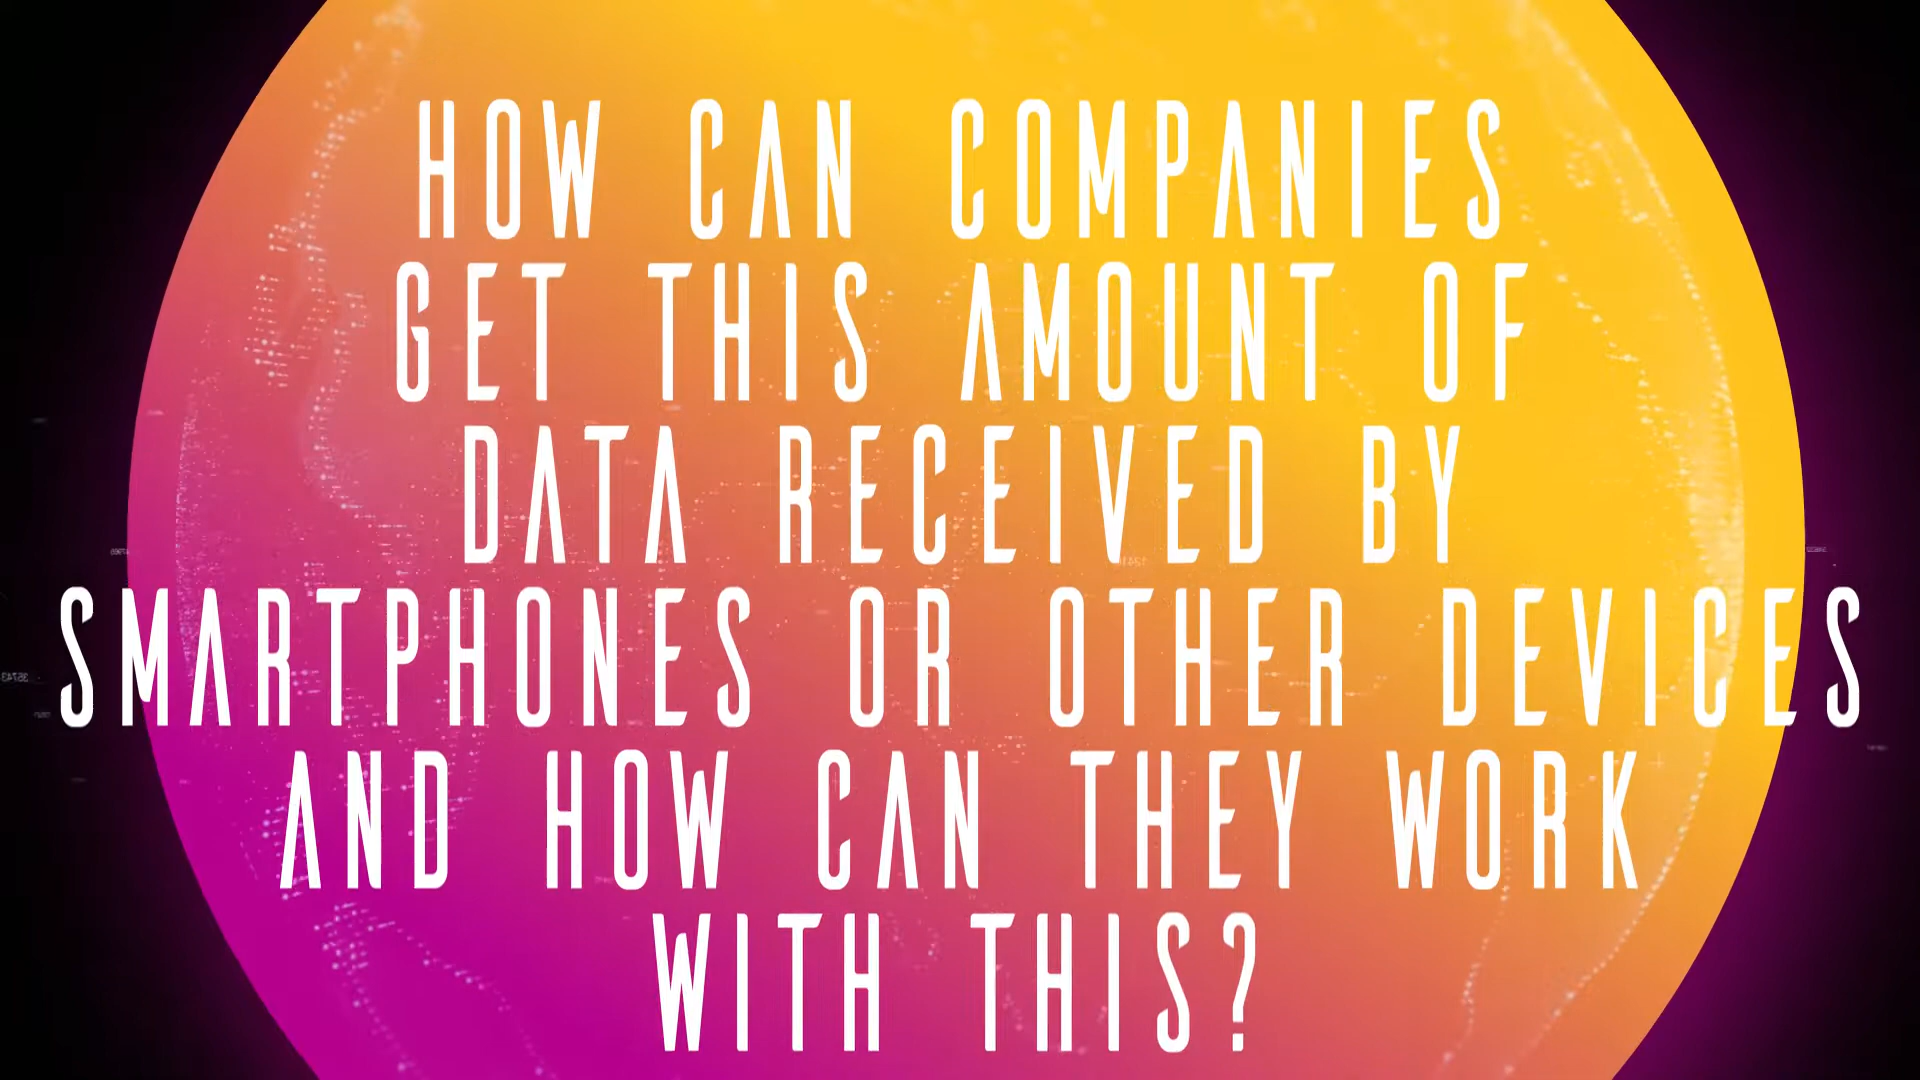 HOW CAN COMPANIES
GET THIS AMOUNT OF
DATA RECEIVED BY
SMARTPHONES OR OTHER DEVICES
AND HOW CAN THEY WORK
WITH THIS?